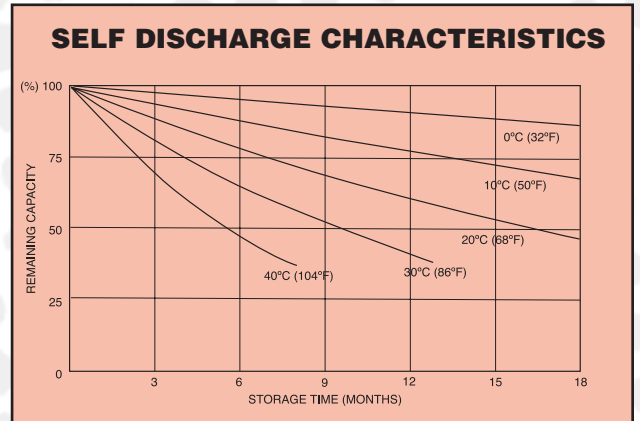 SELF DISCHARGE CHARACTERISTICS
(%) 100
75
50
25
0
REMAINING CAPACITY
0°C (32°F)
10°C (50°F)
20°C (68°F)
30°C (86°F)
40°C (104°F)
3 6 9 12 15 18
STORAGE TIME (MONTHS)